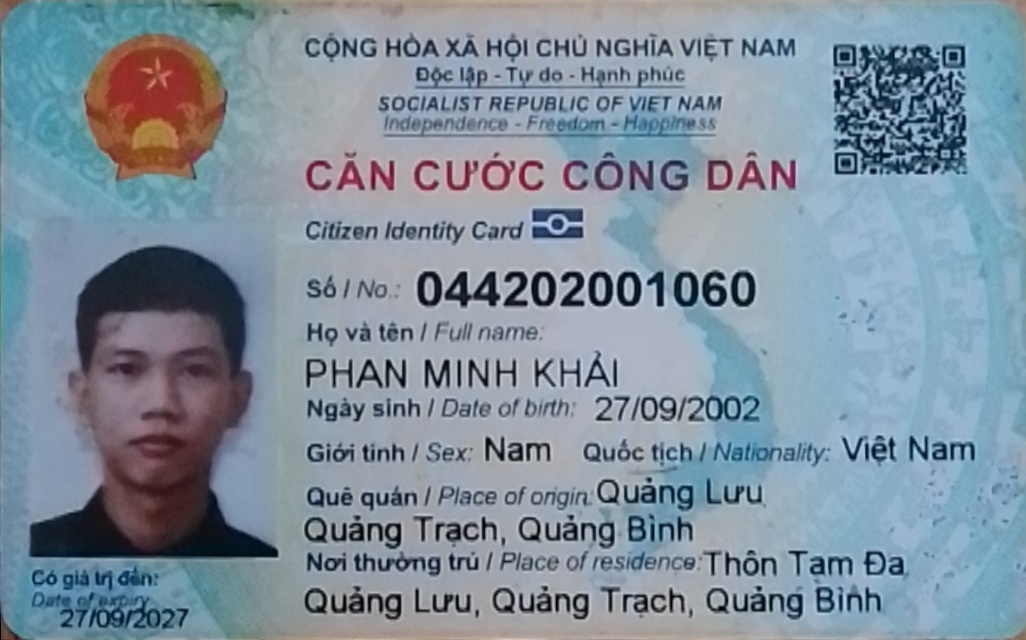 CỘNG HÒA XÃ HỘI CHỦ NGHĨA VIỆT NAM
Độc lập - Tự do - Hạnh phúc
SOCIALIST REPUBLIC OF VIET NAM
Independence - Freedom - Happiness
CĂN CƯỚC CÔNG DÂN
Citizen Identity Card
Số / No.: 044202001060
Họ và tên / Full name:
PHAN MINH KHẢI
Ngày sinh / Date of birth: 27/09/2002
Giới tính / Sex: Nam Quốc tịch / Nationality: Việt Nam
Quê quán / Place of origin: Quảng Lưu
Quảng Trạch, Quảng Bình
Nơi thường trú / Place of residence: Thôn Tam Đa
Quảng Lưu, Quảng Trạch, Quảng Bình
Có giá trị đến:
Date of expiry
27/09/2027